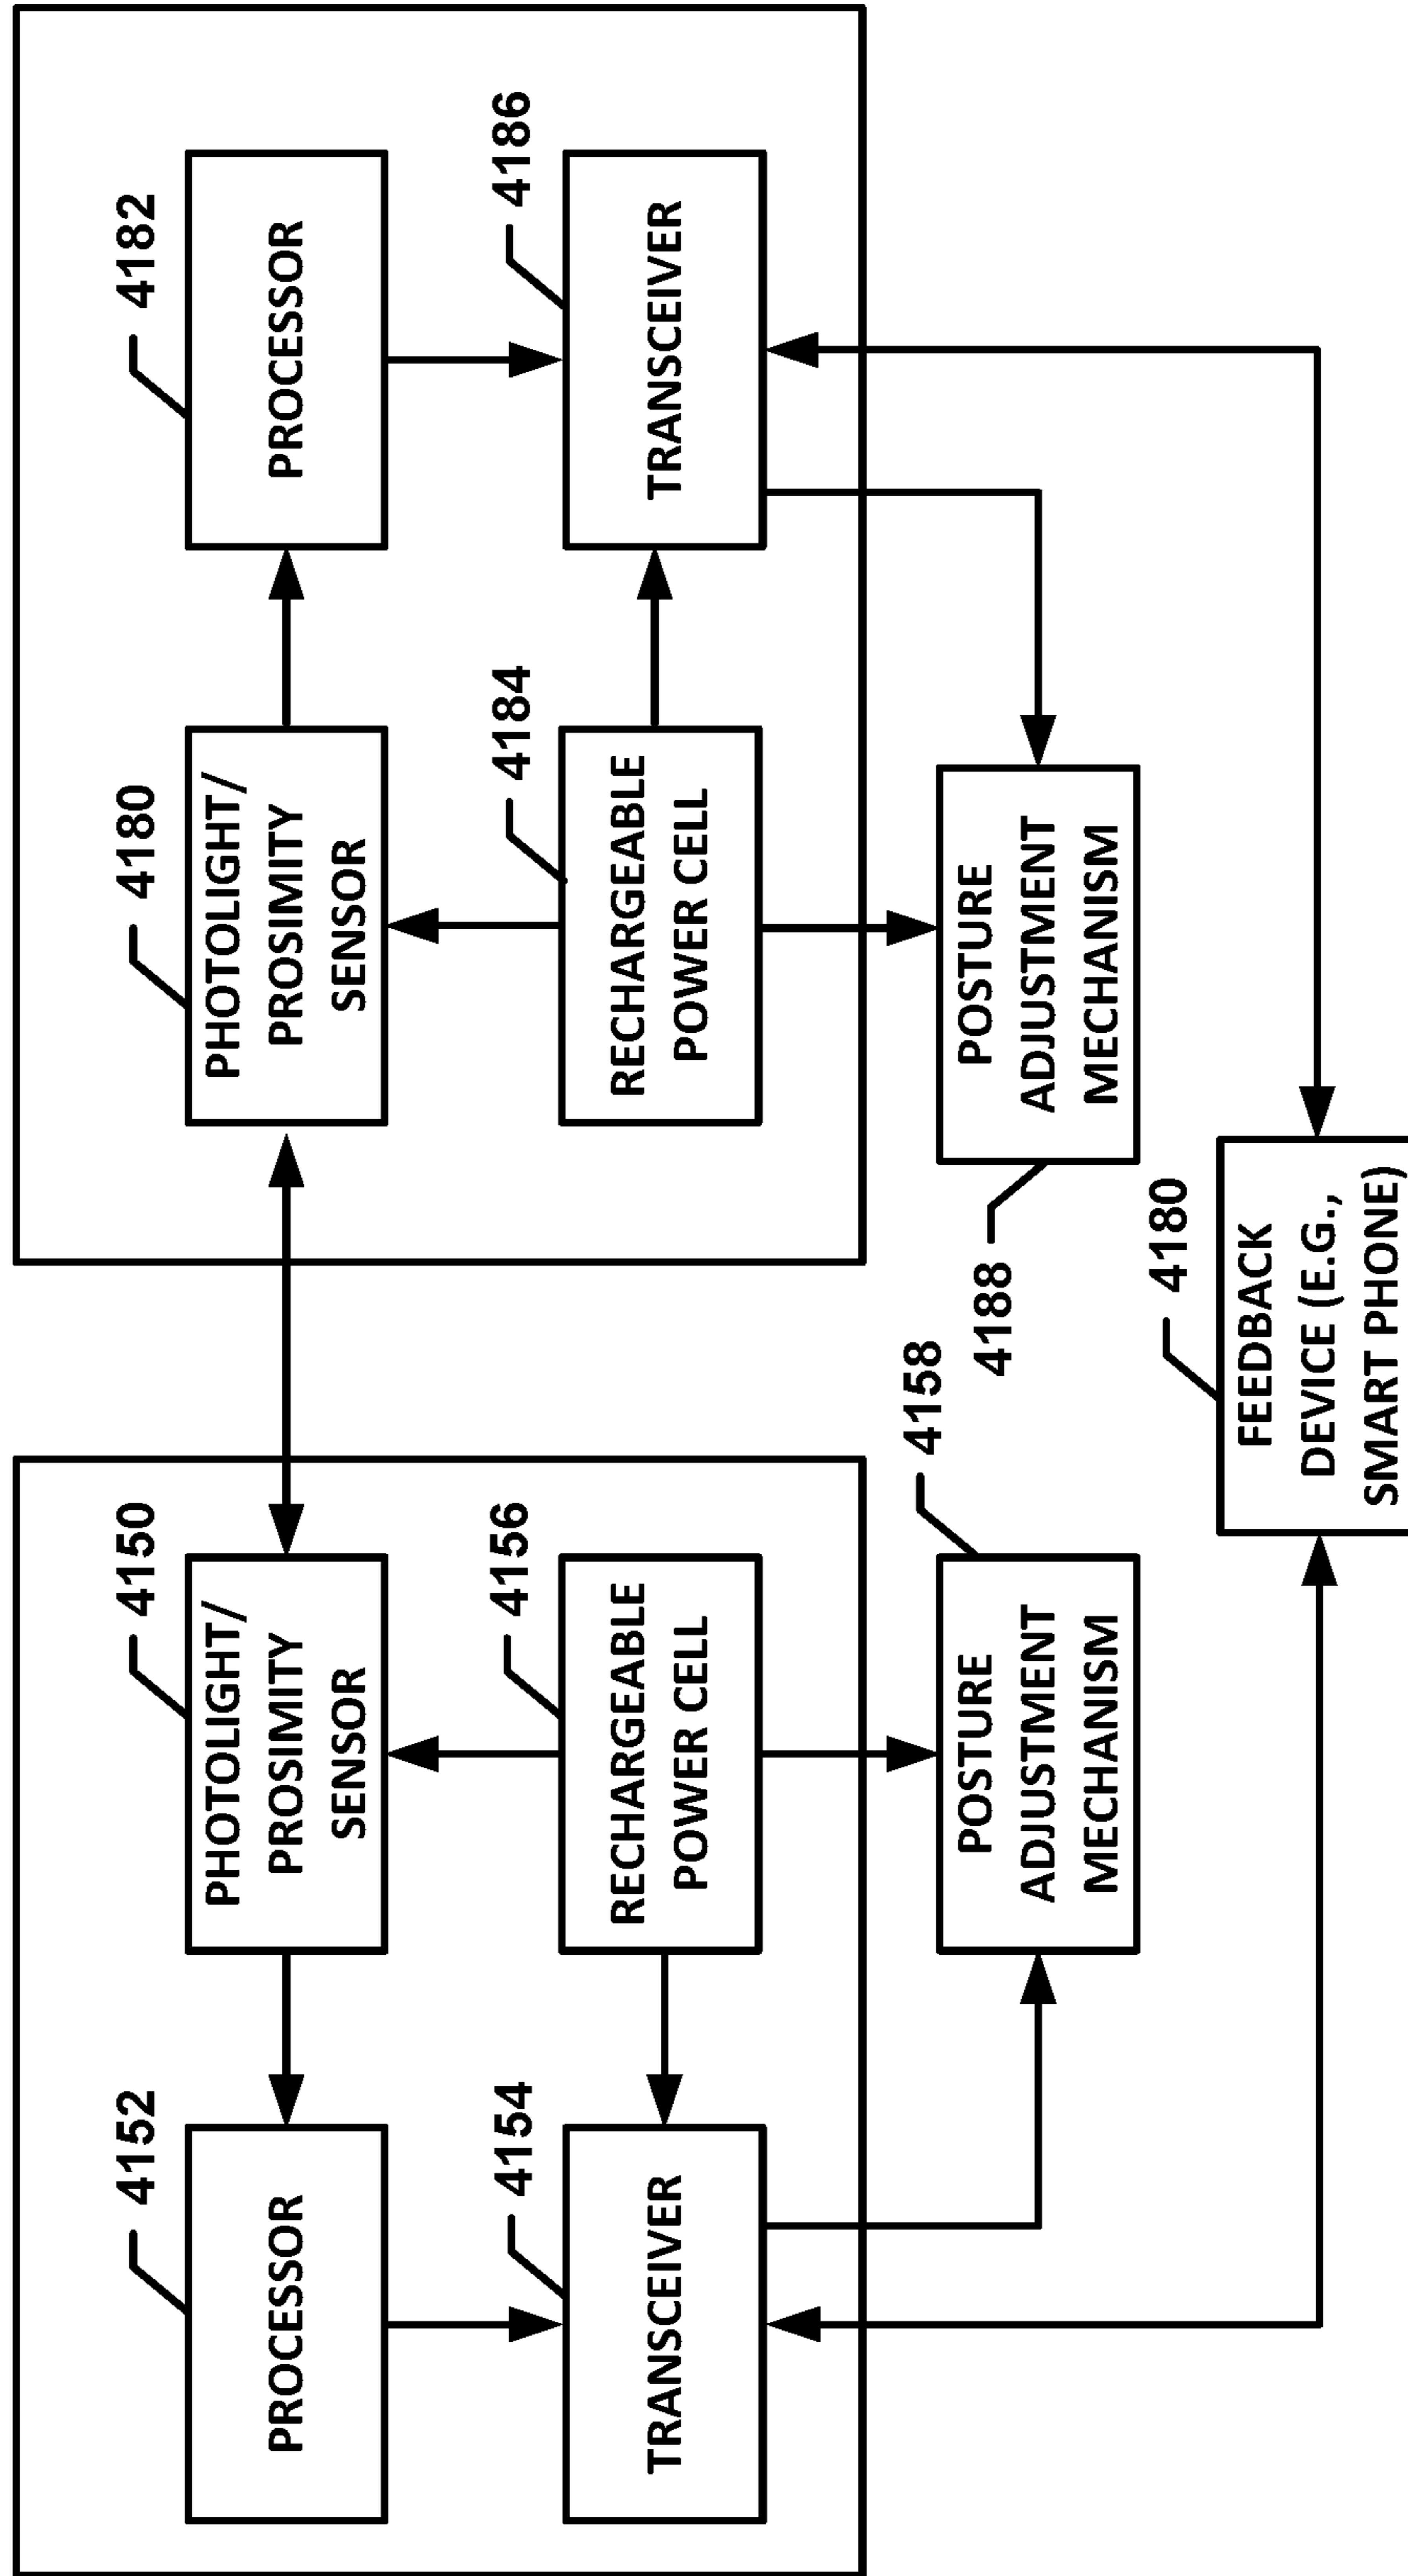 4152
PROCESSOR
4150
PHOTOLIGHT/
PROSIMITY
SENSOR
4180
PHOTOLIGHT/
PROSIMITY
SENSOR
4182
PROCESSOR
4154
TRANSCEIVER
4156
RECHARGEABLE
POWER CELL
4184
RECHARGEABLE
POWER CELL
4186
TRANSCEIVER
4158
POSTURE
ADJUSTMENT
MECHANISM
4188
POSTURE
ADJUSTMENT
MECHANISM
4180
FEEDBACK
DEVICE (E.G.,
SMART PHONE)